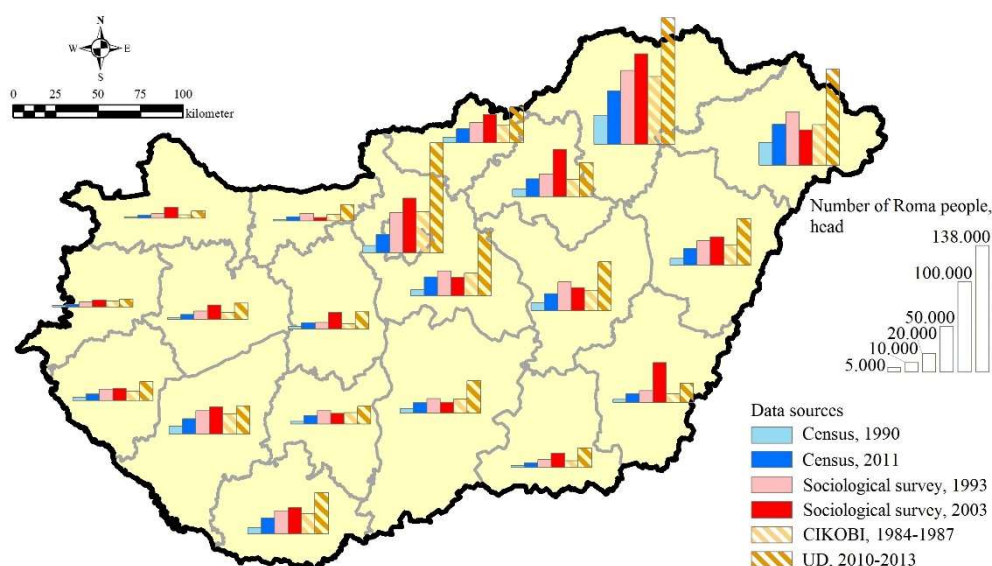 N
W E
S
0 25 50 75 100
kilometer
Number of Roma people,
head
138.000
100.000
50.000
20.000
10.000
5.000
Data sources
Census, 1990
Census, 2011
Sociological survey, 1993
Sociological survey, 2003
CIKOBI, 1984-1987
UD, 2010-2013